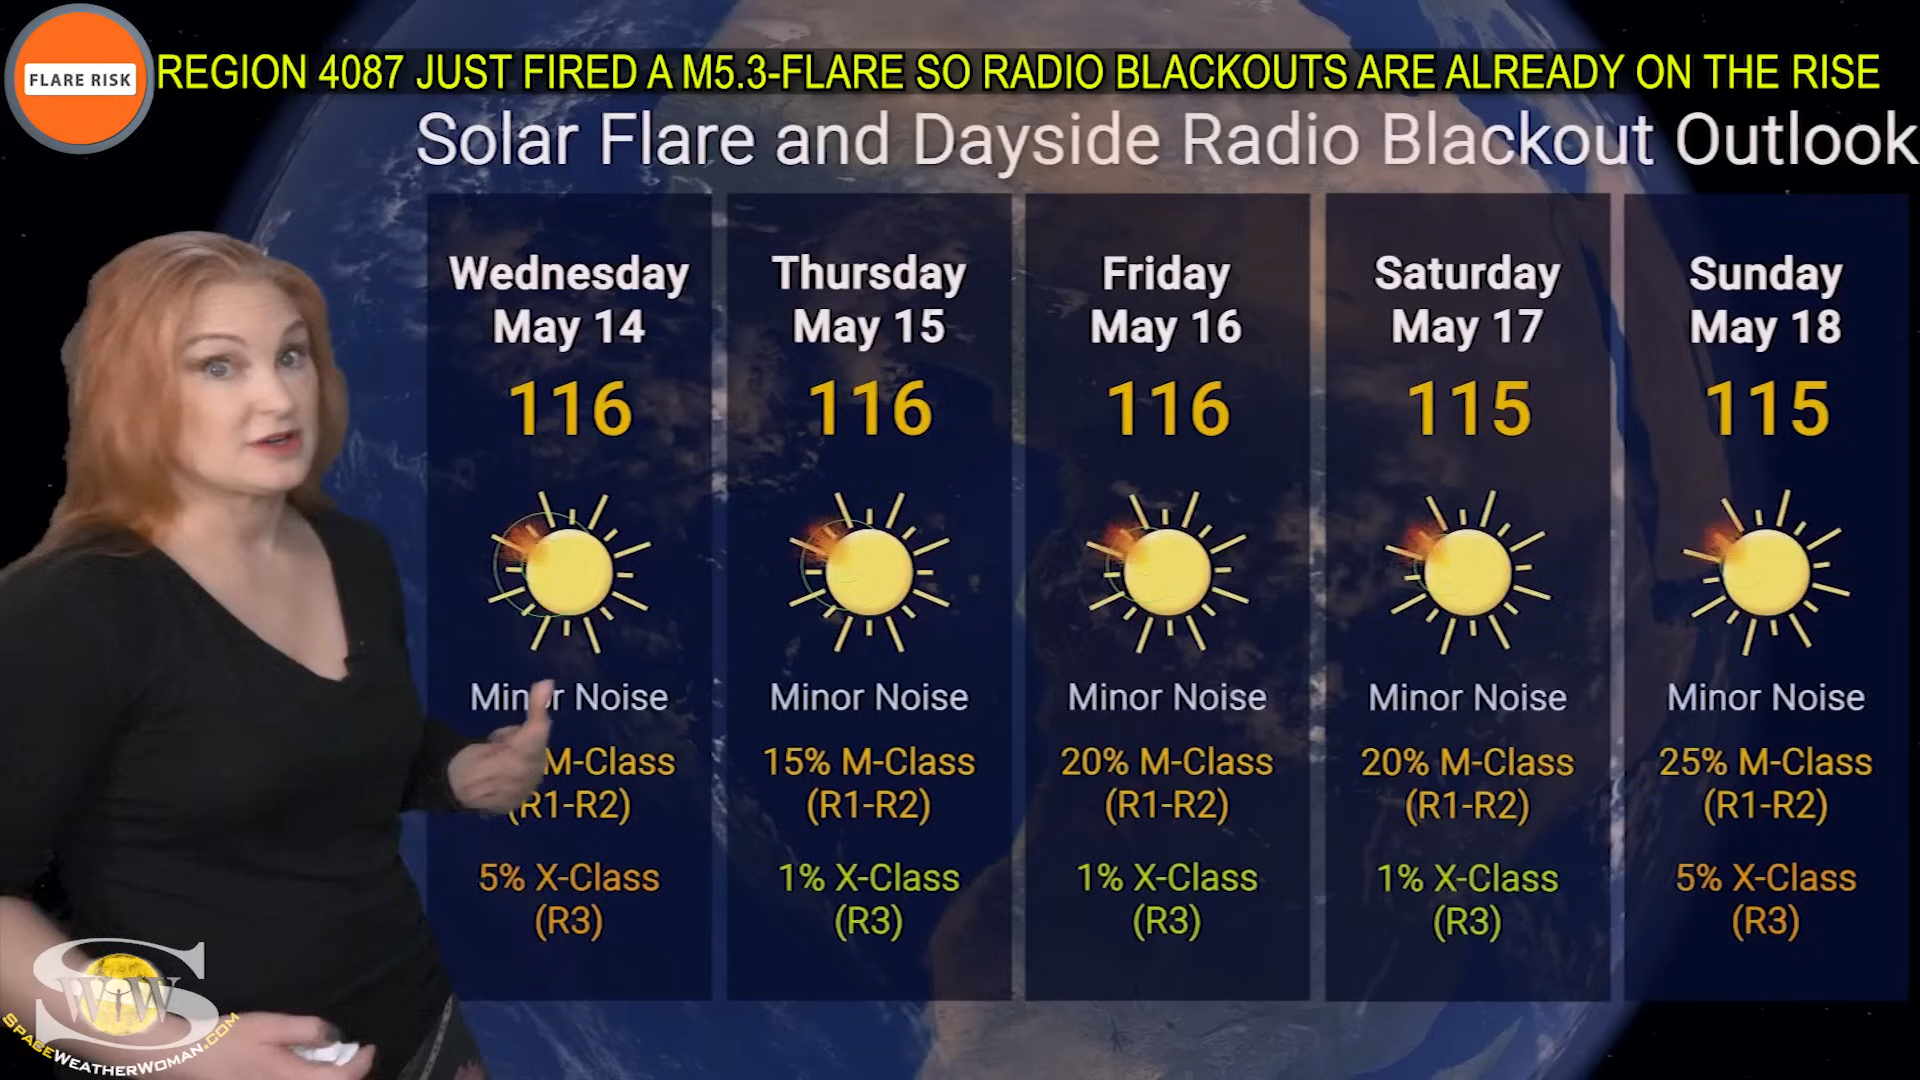 FLARE RISK
REGION 4087 JUST FIRED A M5.3-FLARE SO RADIO BLACKOUTS ARE ALREADY ON THE RISE
Solar Flare and Dayside Radio Blackout Outlook
Wednesday
May 14
116
Minor Noise
M-Class
(R1-R2)
5% X-Class
(R3)
Thursday
May 15
116
Minor Noise
15% M-Class
(R1-R2)
1% X-Class
(R3)
Friday
May 16
116
Minor Noise
20% M-Class
(R1-R2)
1% X-Class
(R3)
Saturday
May 17
115
Minor Noise
20% M-Class
(R1-R2)
1% X-Class
(R3)
Sunday
May 18
115
Minor Noise
25% M-Class
(R1-R2)
5% X-Class
(R3)
SWW
SPACEWEATHERWOMAN.COM